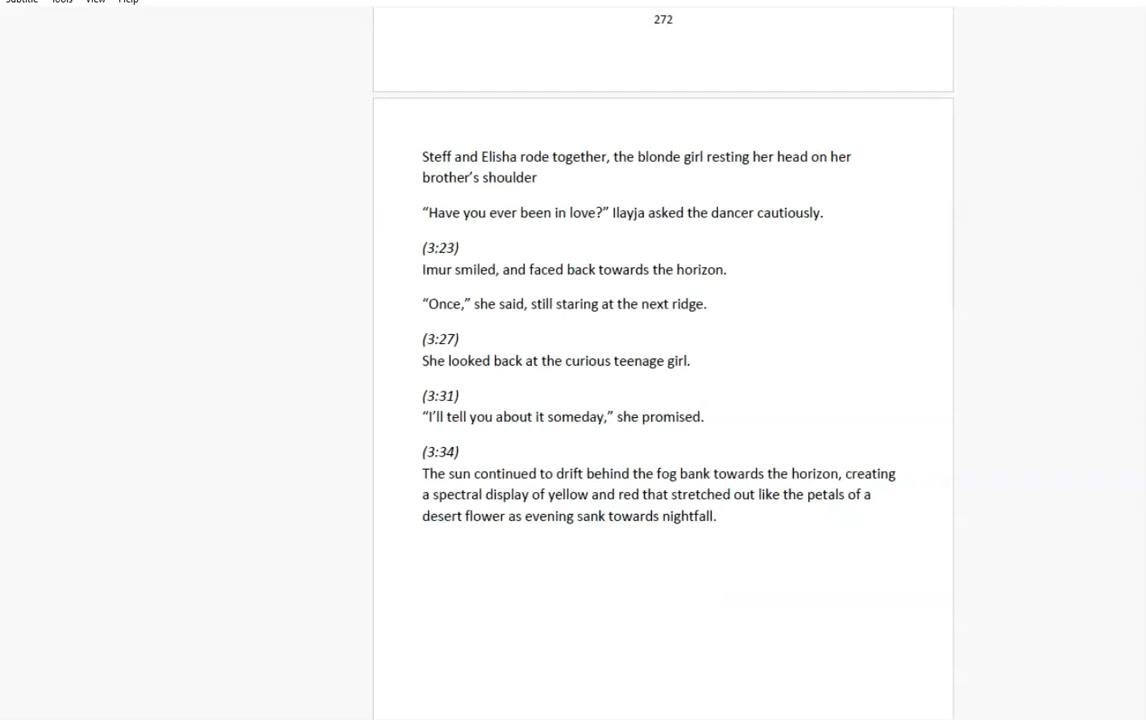 Subtitle Tools View Help
272
Steff and Elisha rode together, the blonde girl resting her head on her
brother’s shoulder
“Have you ever been in love?” Ilayja asked the dancer cautiously.
(3:23)
Imur smiled, and faced back towards the horizon.
“Once,” she said, still staring at the next ridge.
(3:27)
She looked back at the curious teenage girl.
(3:31)
“I’ll tell you about it someday,” she promised.
(3:34)
The sun continued to drift behind the fog bank towards the horizon, creating
a spectral display of yellow and red that stretched out like the petals of a
desert flower as evening sank towards nightfall.